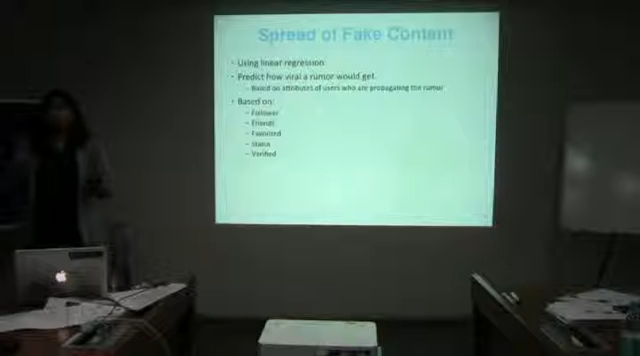 Spread of Fake Content
- Using linear regression
- Predict how viral a rumor would get.
- Based on attributes of users who are propagating the rumor
- Based on:
- Follower
- Friends
- Favorited
- Status
- Verified